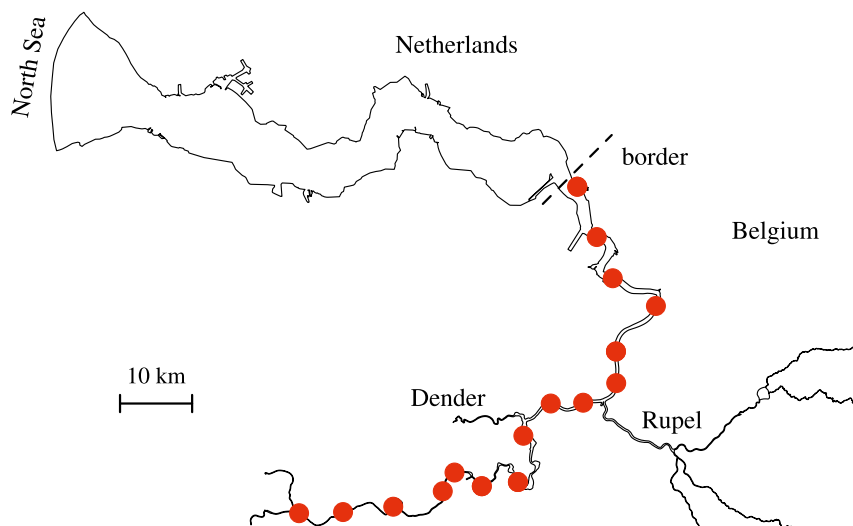 North Sea
Netherlands
border
Belgium
10 km
Dender
Rupel